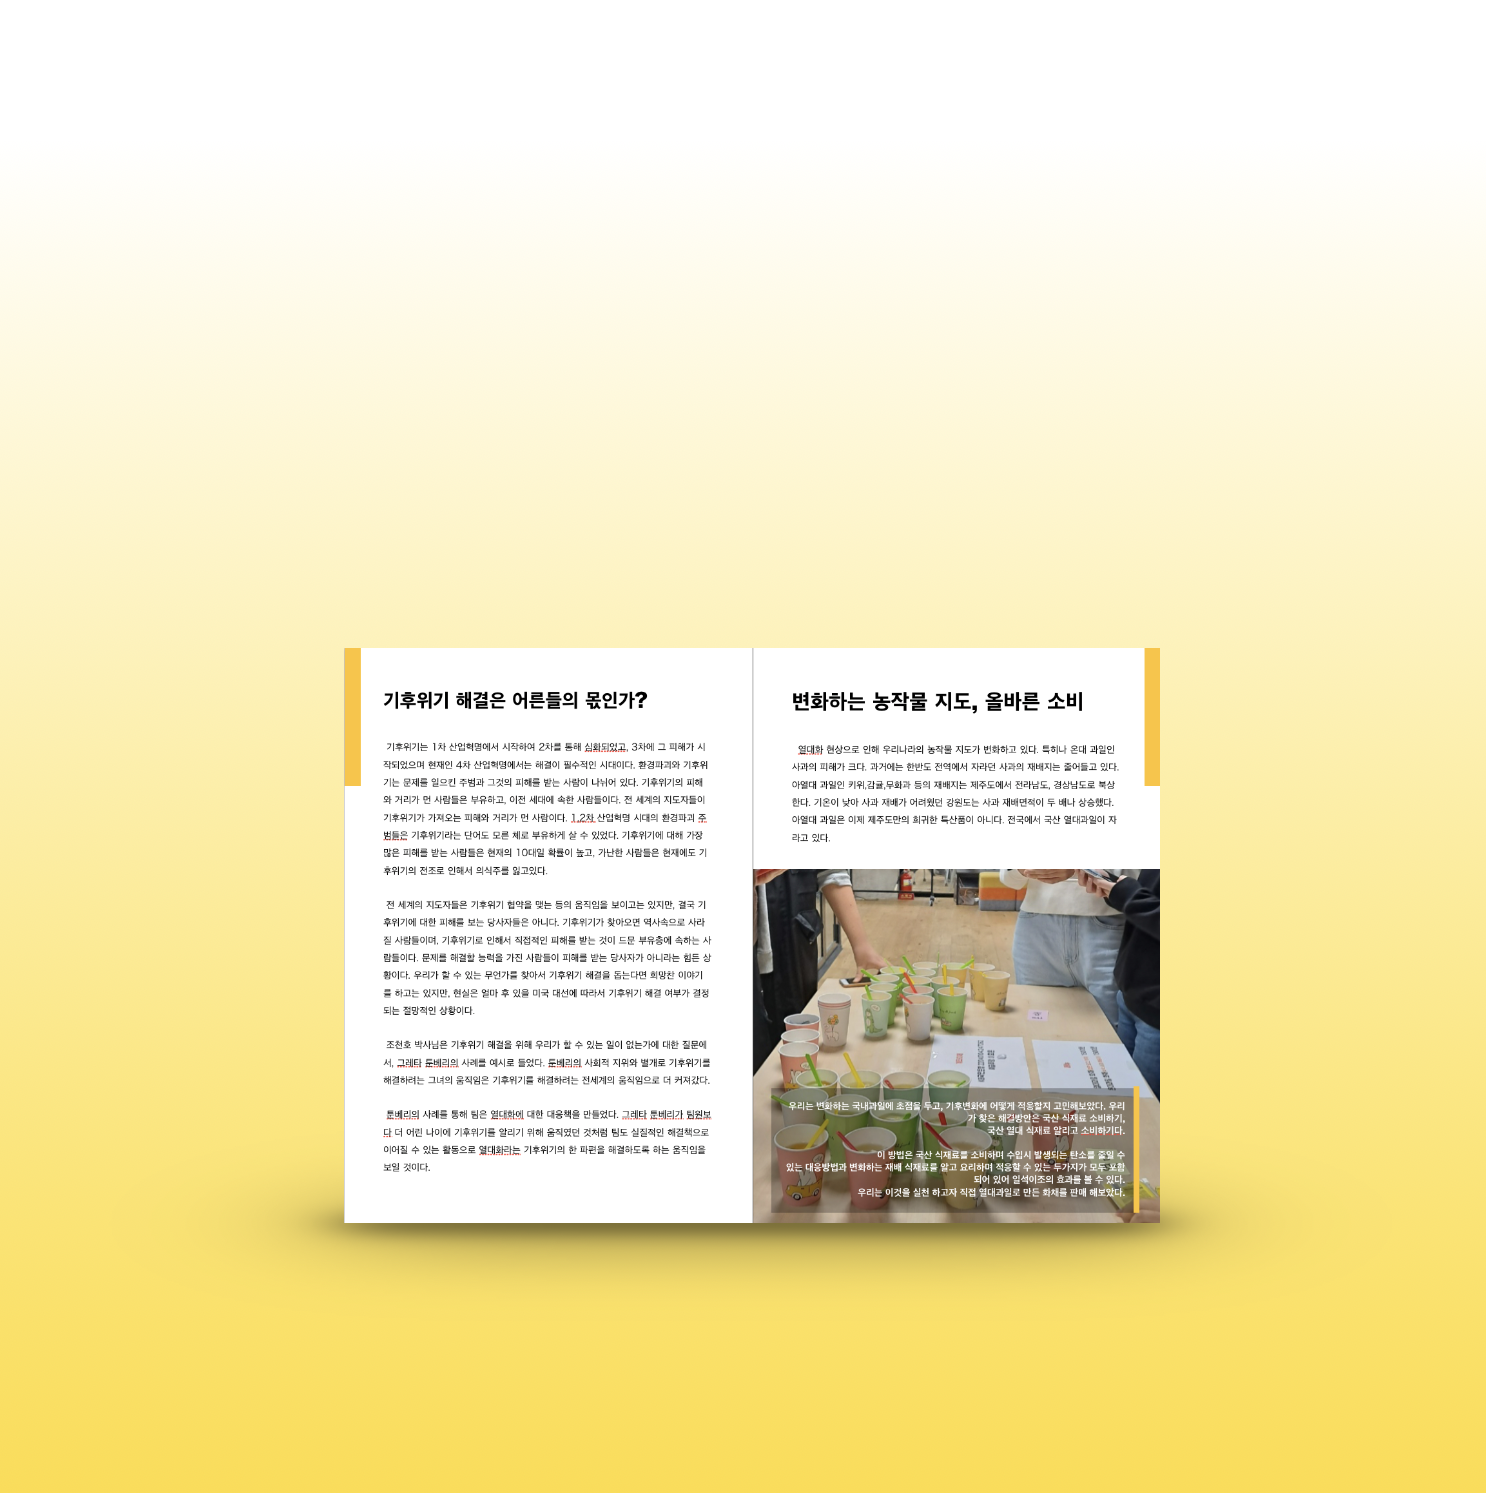 기후위기 해결은 어른들의 몫인가?
기후위기는 1차 산업혁명에서 시작하여 2차를 통해 심화되었고, 3차에 그 피해가 시
작되었으며 현재인 4차 산업혁명에서는 해결이 필수적인 시대이다. 환경파괴와 기후위
기는 문제를 일으킨 주범과 그것의 피해를 받는 사람이 나뉘어 있다. 기후위기의 피해
와 거리가 먼 사람들은 부유하고, 이전 세대에 속한 사람들이다. 전 세계의 지도자들이
기후위기가 가져오는 피해와 거리가 먼 사람이다. 1,2차 산업혁명 시대의 환경파괴 주
범들은 기후위기라는 단어도 모른 체로 부유하게 살 수 있었다. 기후위기에 대해 가장
많은 피해를 받는 사람들은 현재의 10대일 확률이 높고, 가난한 사람들은 현재에도 기
후위기의 전조로 인해서 의식주를 잃고있다.
전 세계의 지도자들은 기후위기 협약을 맺는 등의 움직임을 보이고는 있지만, 결국 기
후위기에 대한 피해를 보는 당사자들은 아니다. 기후위기가 찾아오면 역사속으로 사라
질 사람들이며, 기후위기로 인해서 직접적인 피해를 받는 것이 드문 부유층에 속하는 사
람들이다. 문제를 해결할 능력을 가진 사람들이 피해를 받는 당사자가 아니라는 힘든 상
황이다. 우리가 할 수 있는 무언가를 찾아서 기후위기 해결을 돕는다면 희망찬 이야기
를 하고는 있지만, 현실은 얼마 후 있을 미국 대선에 따라서 기후위기 해결 여부가 결정
되는 절망적인 상황이다.
조천호 박사님은 기후위기 해결을 위해 우리가 할 수 있는 일이 없는가에 대한 질문에
서, 그레타 툰베리의 사례를 예시로 들었다. 툰베리의 사회적 지위와 별개로 기후위기를
해결하려는 그녀의 움직임은 기후위기를 해결하려는 전세계의 움직임으로 더 커져갔다.
툰베리의 사례를 통해 팀은 열대화에 대한 대응책을 만들었다. 그레타 툰베리가 팀원보
다 더 어린 나이에 기후위기를 알리기 위해 움직였던 것처럼 팀도 실질적인 해결책으로
이어질 수 있는 활동으로 열대화라는 기후위기의 한 파편을 해결하도록 하는 움직임을
보일 것이다.
변화하는 농작물 지도, 올바른 소비
열대화 현상으로 인해 우리나라의 농작물 지도가 변화하고 있다. 특히나 온대 과일인
사과의 피해가 크다. 과거에는 한반도 전역에서 자라던 사과의 재배지는 줄어들고 있다.
아열대 과일인 키위,감귤,무화과 등의 재배지는 제주도에서 전라남도, 경상남도로 북상
한다. 기온이 낮아 사과 재배가 어려웠던 강원도는 사과 재배면적이 두 배나 상승했다.
아열대 과일은 이제 제주도만의 희귀한 특산품이 아니다. 전국에서 국산 열대과일이 자
라고 있다.
우리는 변화하는 국내과일에 초점을 두고, 기후변화에 어떻게 적응할지 고민해보았다. 우리
가 찾은 해결방안은 국산 식재료 소비하기,
국산 열대 식재료 알리고 소비하기다.
이 방법은 국산 식재료를 소비하며 수입시 발생되는 탄소를 줄일 수
있는 대응방법과 변화하는 재배 식재료를 알고 요리하며 적응할 수 있는 두가지가 모두 포함
되어 있어 일석이조의 효과를 볼 수 있다.
우리는 이것을 실천 하고자 직접 열대과일로 만든 화채를 판매 해보았다.